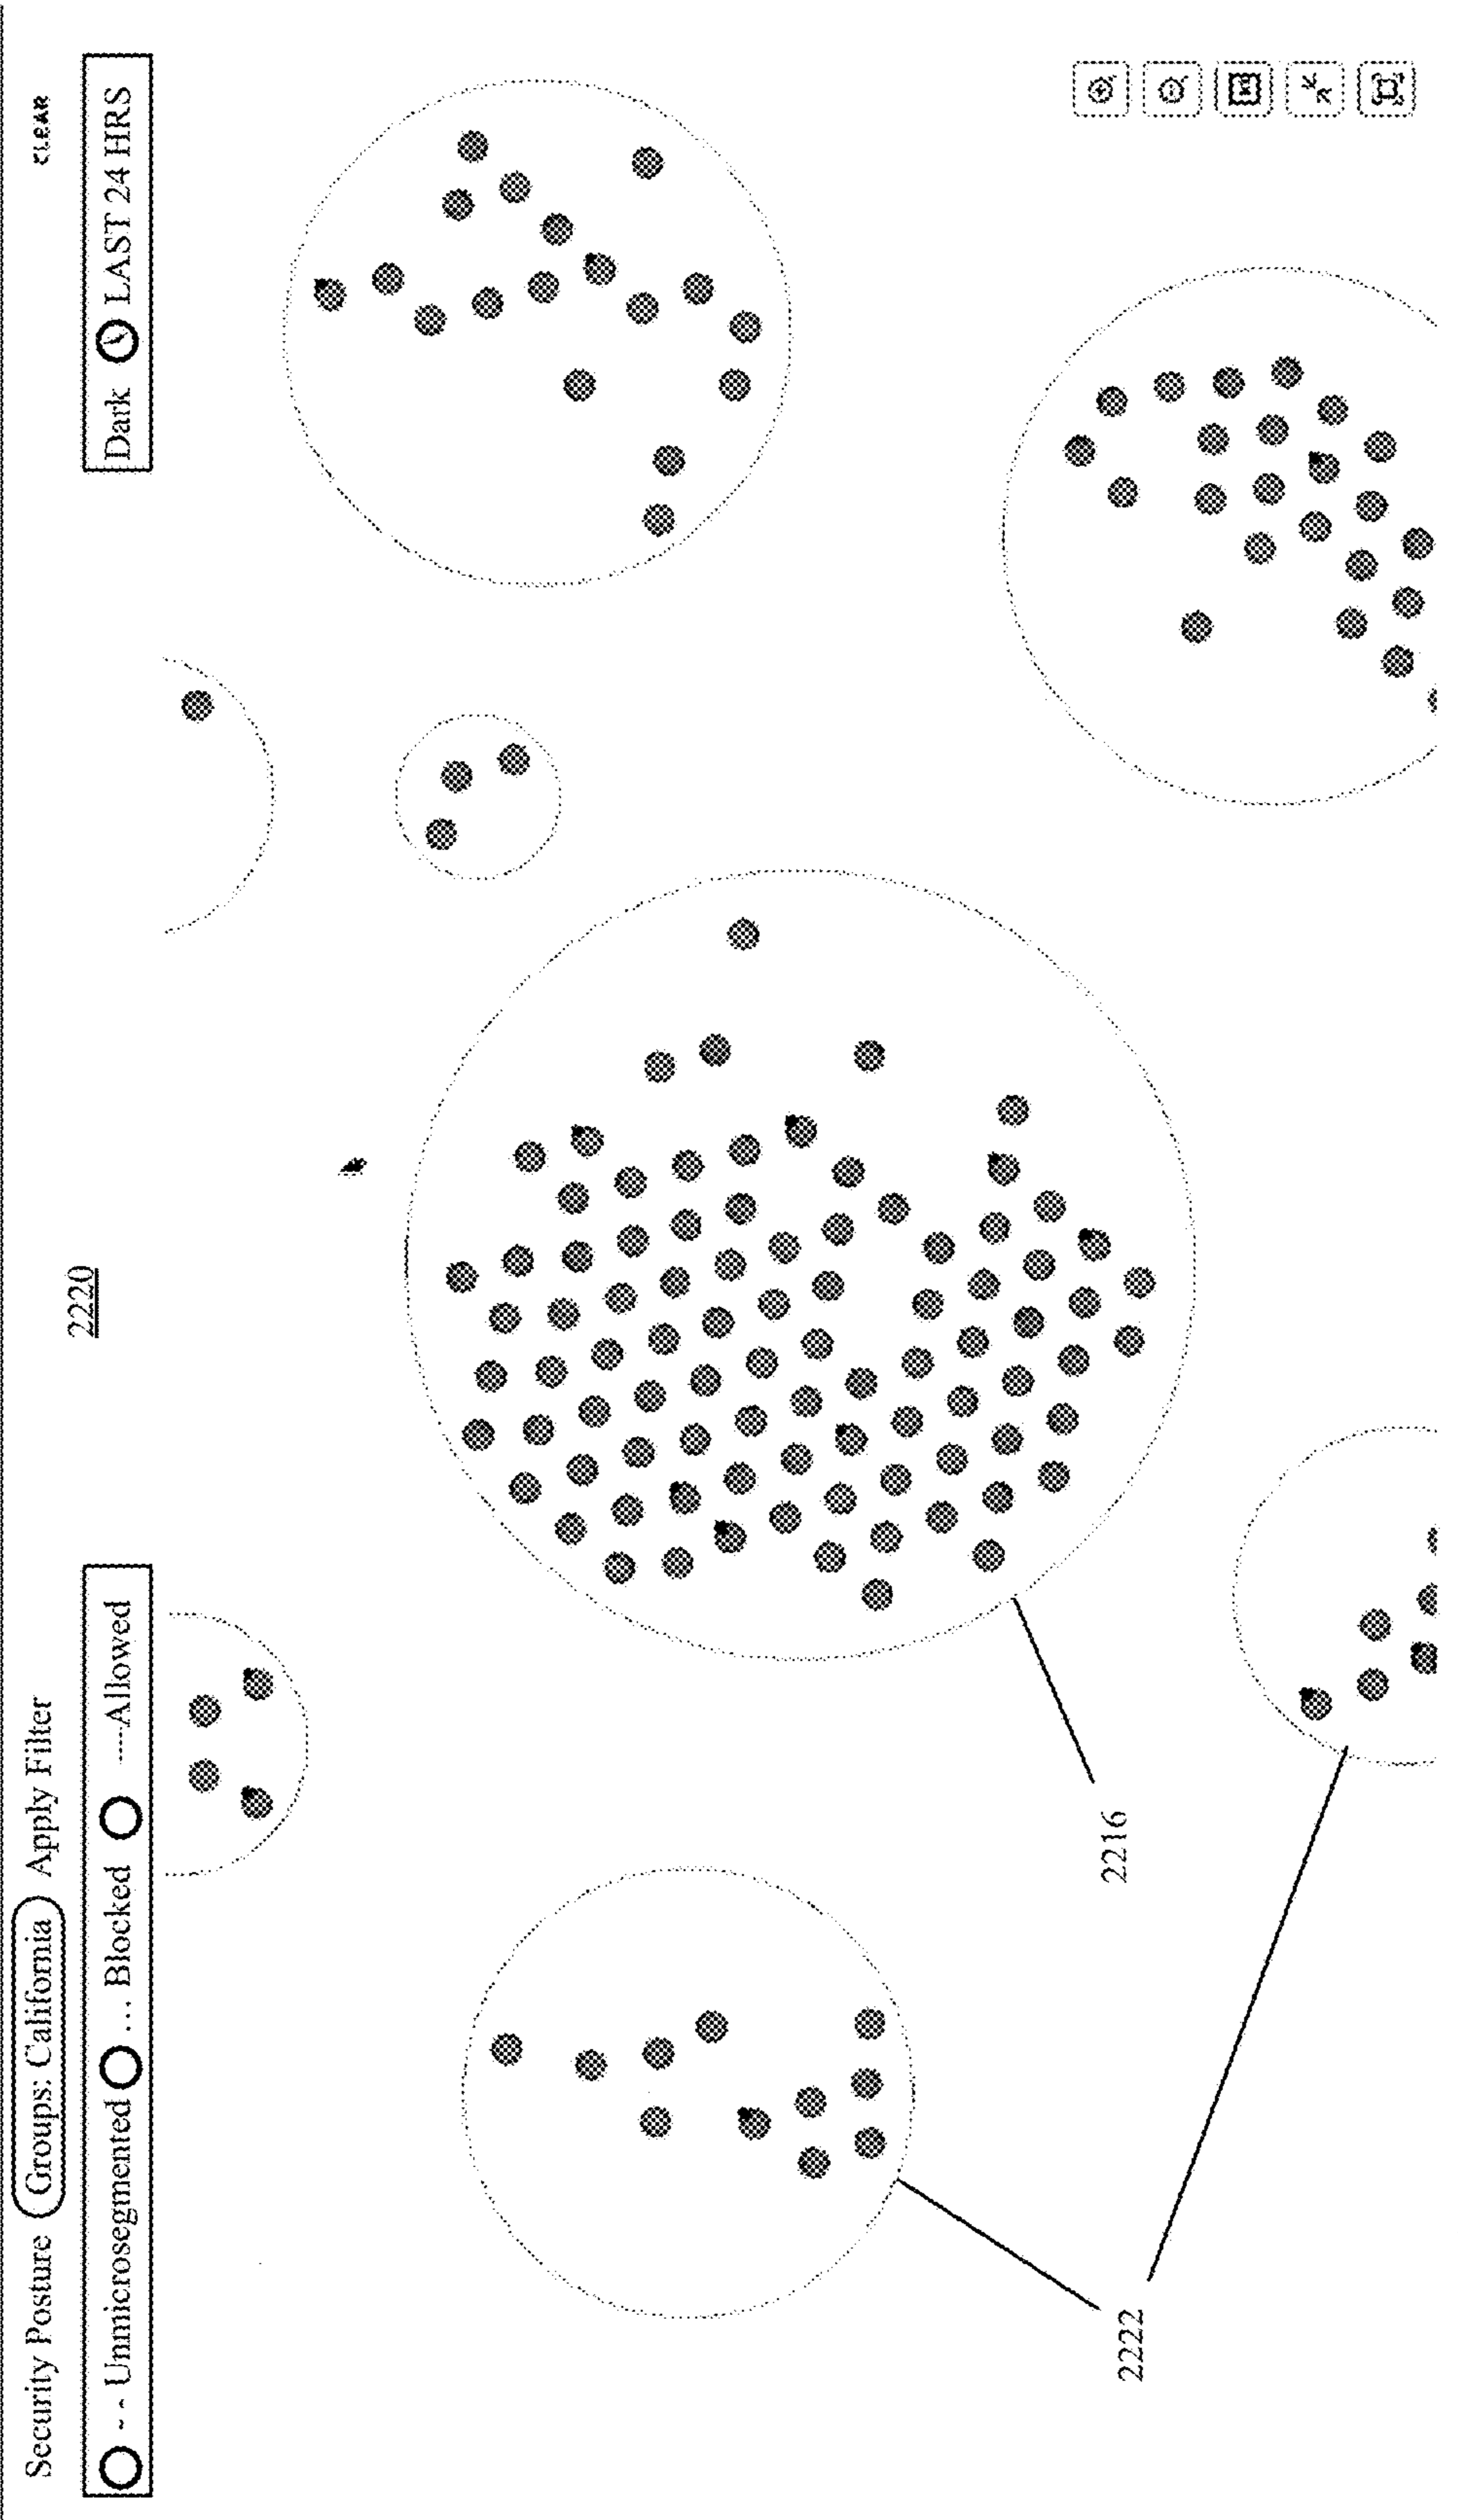 Security Posture Groups: California Apply Filter CLEAR
- - Unmicrosegmented ... Blocked ----Allowed
Dark LAST 24 HRS
2220
2216
2222